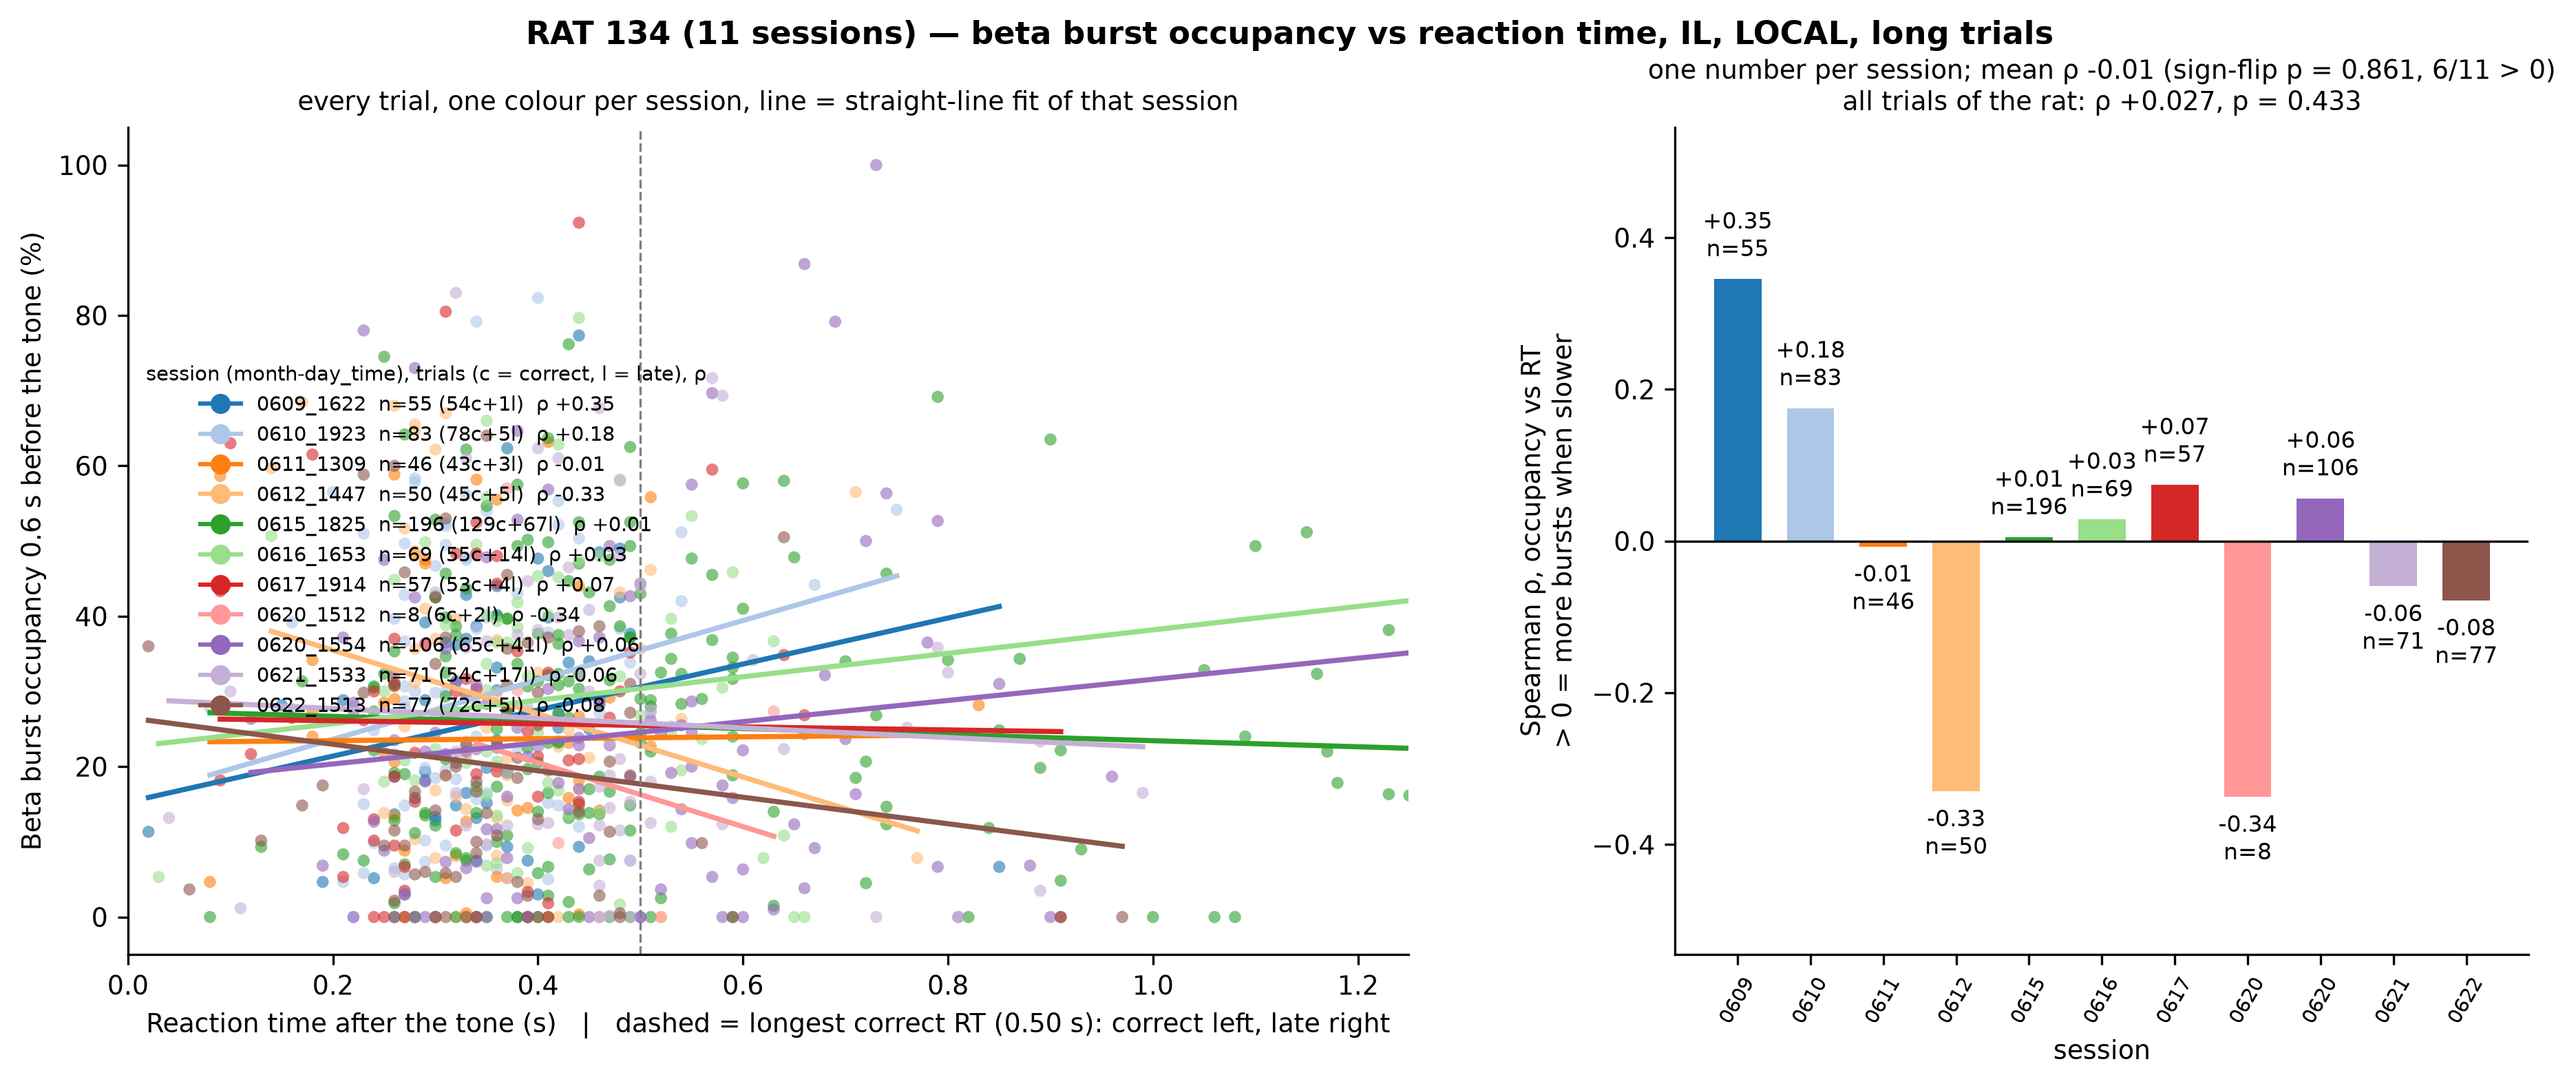 RAT 134 (11 sessions) — beta burst occupancy vs reaction time, IL, LOCAL, long trials
every trial, one colour per session, line = straight-line fit of that session
Beta burst occupancy 0.6 s before the tone (%)
100
80
60
40
20
0
session (month-day_time), trials (c = correct, l = late), ρ
0609_1622 n=55 (54c+1l) ρ +0.35
0610_1923 n=83 (78c+5l) ρ +0.18
0611_1309 n=46 (43c+3l) ρ -0.01
0612_1447 n=50 (45c+5l) ρ -0.33
0615_1825 n=196 (129c+67l) ρ +0.01
0616_1653 n=69 (55c+14l) ρ +0.03
0617_1914 n=57 (53c+4l) ρ +0.07
0620_1512 n=8 (6c+2l) ρ -0.34
0620_1554 n=106 (65c+41l) ρ +0.06
0621_1533 n=71 (54c+17l) ρ -0.06
0622_1513 n=77 (72c+5l) ρ -0.08
0.0 0.2 0.4 0.6 0.8 1.0 1.2
Reaction time after the tone (s) | dashed = longest correct RT (0.50 s): correct left, late right
one number per session; mean ρ -0.01 (sign-flip p = 0.861, 6/11 > 0)
all trials of the rat: ρ +0.027, p = 0.433
Spearman ρ, occupancy vs RT
> 0 = more bursts when slower
0.4
0.2
0.0
−0.2
−0.4
+0.35
n=55
+0.18
n=83
-0.01
n=46
-0.33
n=50
+0.01
n=196
+0.03
n=69
+0.07
n=57
-0.34
n=8
+0.06
n=106
-0.06
n=71
-0.08
n=77
0609 0610 0611 0612 0615 0616 0617 0620 0620 0621 0622
session